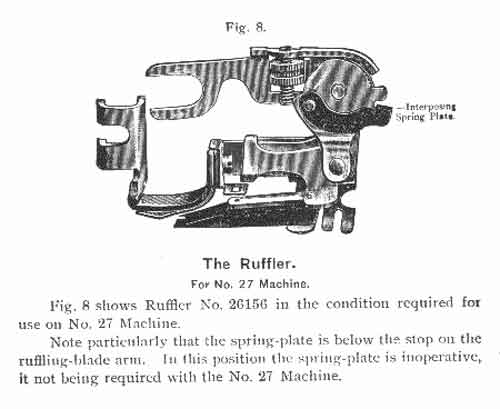 Fig. 8.
Interposing
Spring Plate.
The Ruffler.
For No. 27 Machine.
Fig. 8 shows Ruffler No. 26156 in the condition required for
use on No. 27 Machine.
Note particularly that the spring-plate is below the stop on the
ruffling-blade arm. In this position the spring-plate is inoperative,
it not being required with the No. 27 Machine.